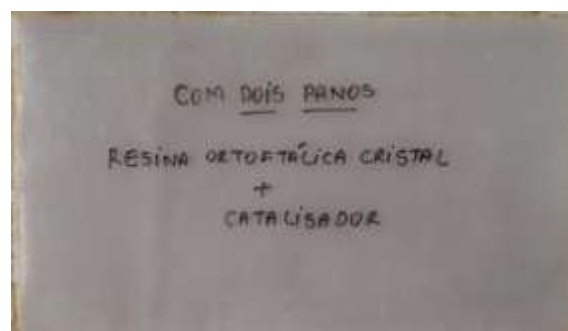 COM DOIS PANOS
RESINA ORTOFTÁLICA CRISTAL
+
CATALISADOR